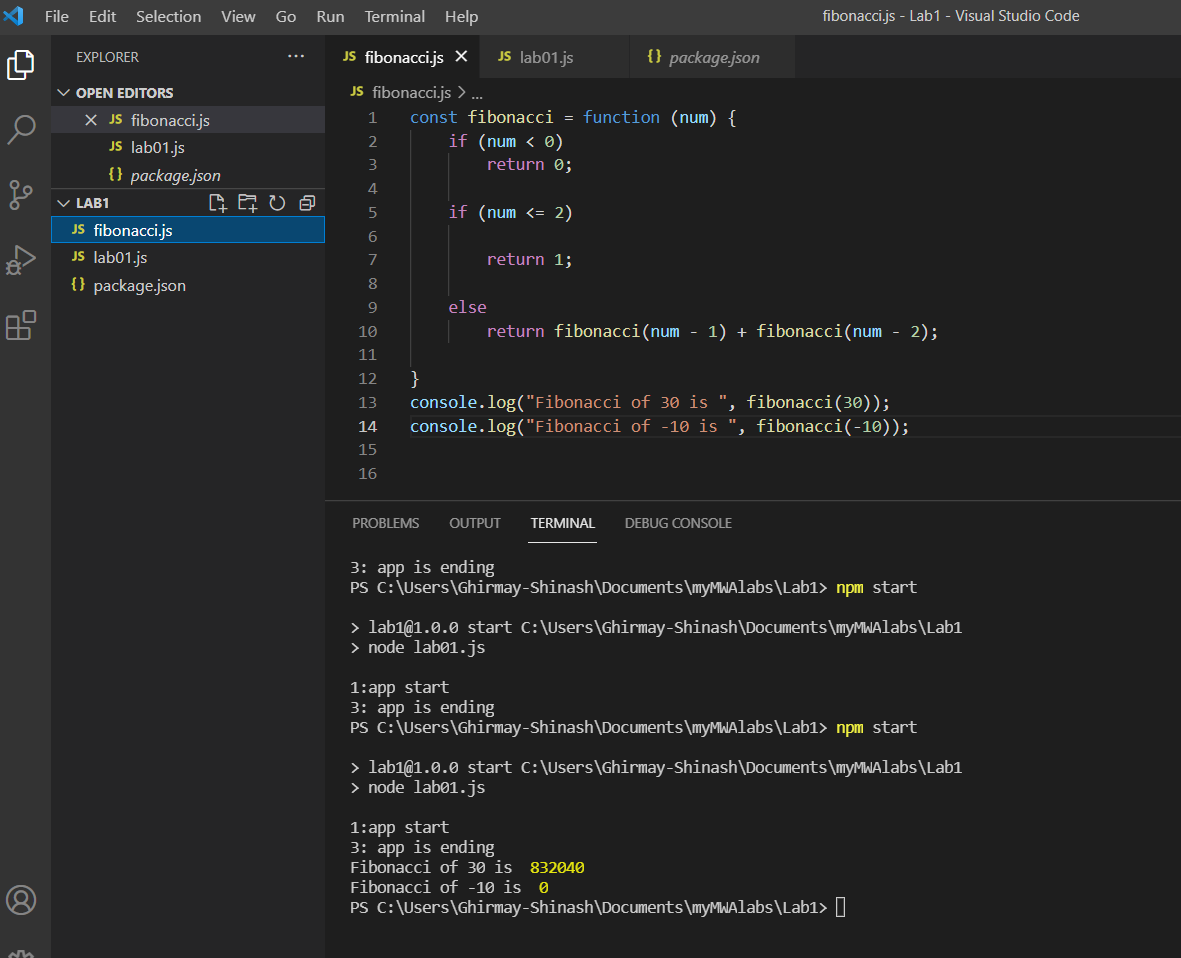 File Edit Selection View Go Run Terminal Help fibonacci.js - Lab1 - Visual Studio Code
EXPLORER ...
OPEN EDITORS
JS fibonacci.js
JS lab01.js
{} package.json
LAB1
JS fibonacci.js
JS lab01.js
{} package.json
JS fibonacci.js JS lab01.js {} package.json
JS fibonacci.js > ...
1 const fibonacci = function (num) {
2 if (num < 0)
3 return 0;
4
5 if (num <= 2)
6
7 return 1;
8
9 else
10 return fibonacci(num - 1) + fibonacci(num - 2);
11
12 }
13 console.log("Fibonacci of 30 is ", fibonacci(30));
14 console.log("Fibonacci of -10 is ", fibonacci(-10));
15
16
PROBLEMS OUTPUT TERMINAL DEBUG CONSOLE
3: app is ending
PS C:\Users\Ghirmay-Shinash\Documents\myMWAlabs\Lab1> npm start
> lab1@1.0.0 start C:\Users\Ghirmay-Shinash\Documents\myMWAlabs\Lab1
> node lab01.js
1:app start
3: app is ending
PS C:\Users\Ghirmay-Shinash\Documents\myMWAlabs\Lab1> npm start
> lab1@1.0.0 start C:\Users\Ghirmay-Shinash\Documents\myMWAlabs\Lab1
> node lab01.js
1:app start
3: app is ending
Fibonacci of 30 is 832040
Fibonacci of -10 is 0
PS C:\Users\Ghirmay-Shinash\Documents\myMWAlabs\Lab1>